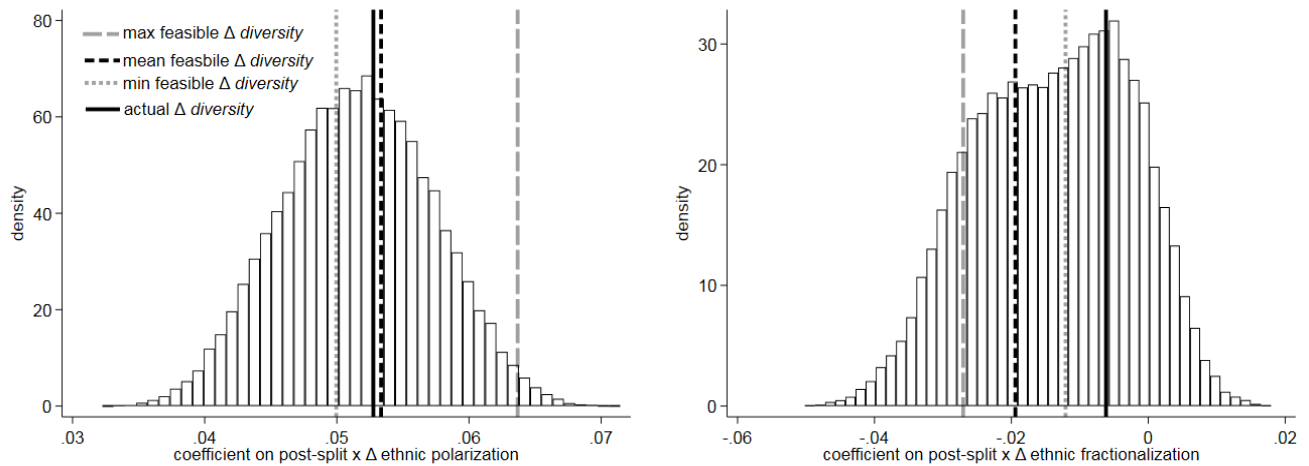 80
60
40
20
0
density
max feasible Δ diversity
mean feasbile Δ diversity
min feasible Δ diversity
actual Δ diversity
.03 .04 .05 .06 .07
coefficient on post-split x Δ ethnic polarization
30
20
10
0
density
-.06 -.04 -.02 0 .02
coefficient on post-split x Δ ethnic fractionalization